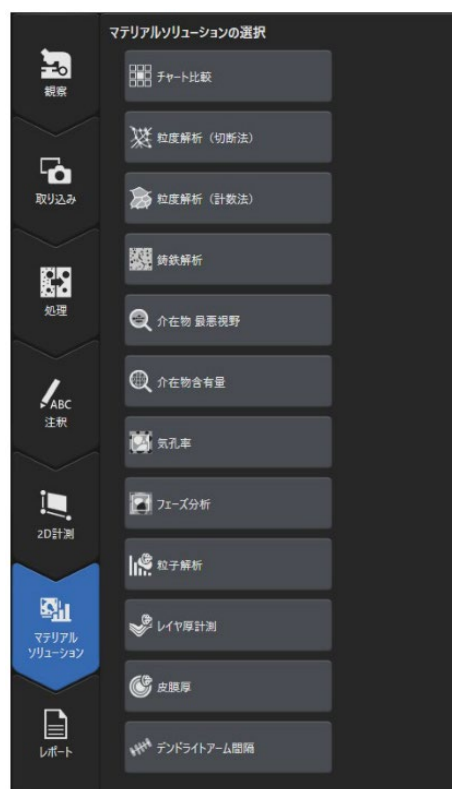 マテリアルソリューションの選択
観察
取り込み
処理
ABC
注釈
2D計測
マテリアル
ソリューション
レポート
チャート比較
粒度解析（切断法）
粒度解析（計数法）
鋳鉄解析
介在物 最悪視野
介在物含有量
気孔率
フェーズ分析
粒子解析
レイヤ厚計測
皮膜厚
デンドライトアーム間隔